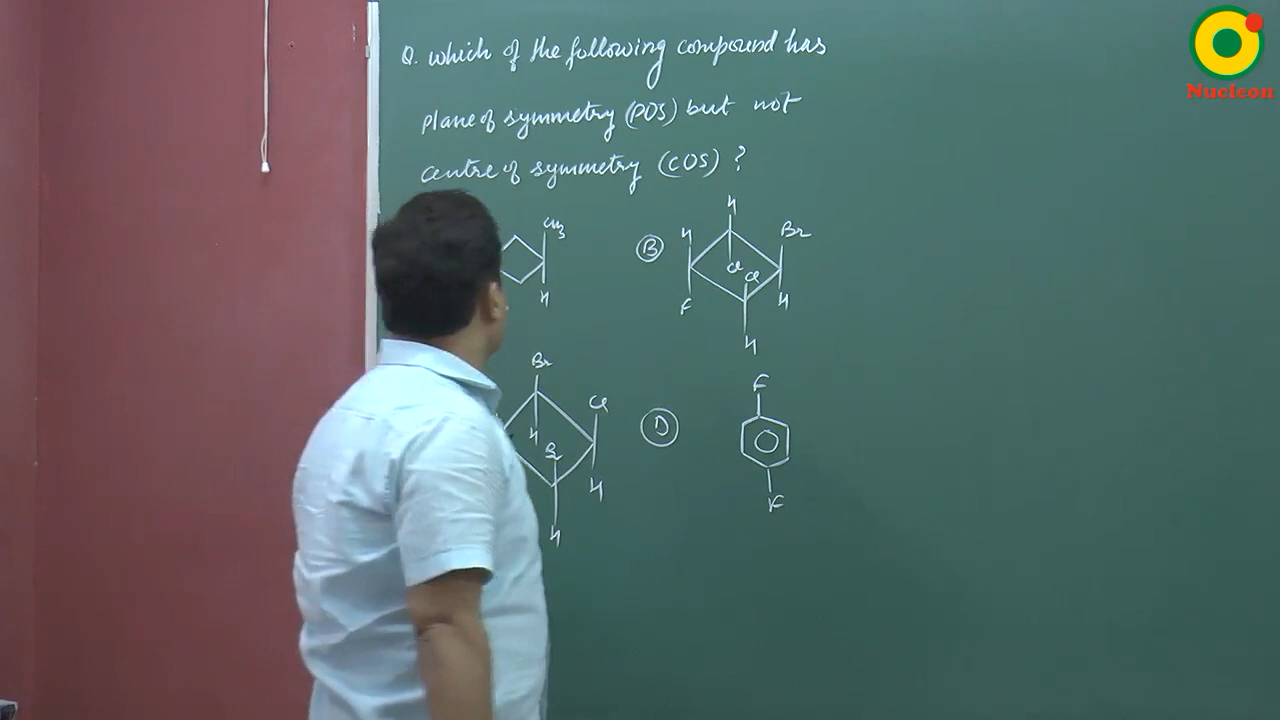 Nucleon
Q. which of the following compound has
plane of symmetry (POS) but not
centre of symmetry (COS) ?
CH3
H
B
H
H
Br
Cl
Cl
F
H
H
Br
Cl
H
Br
H
H
D
F
F